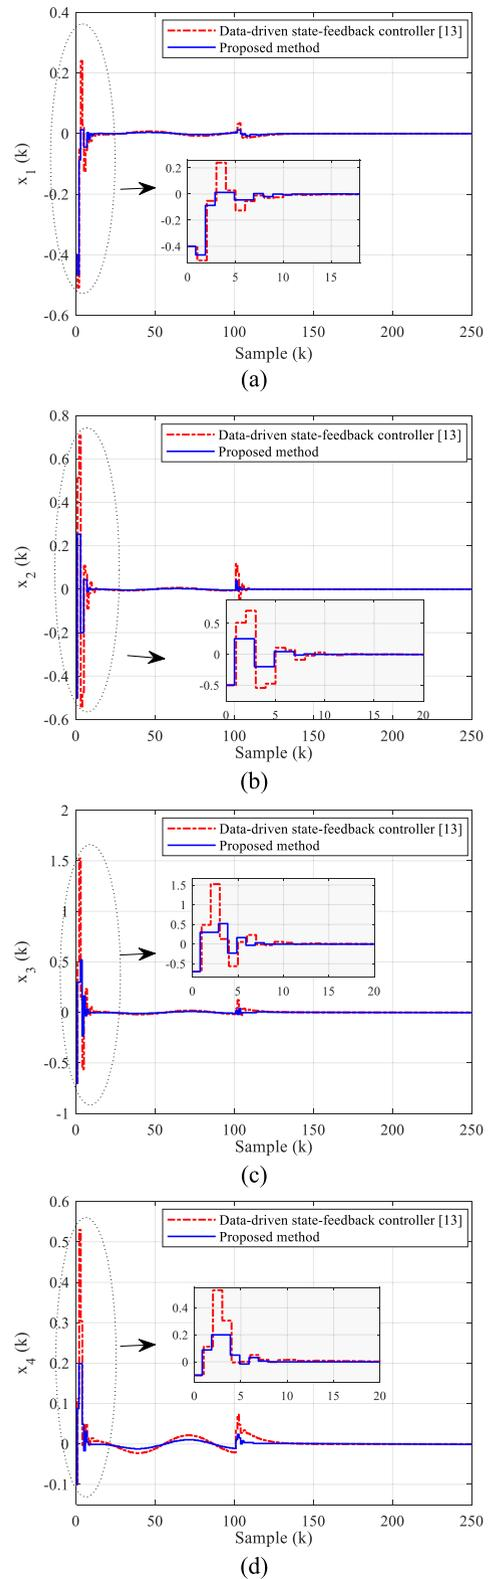 0.4
Data-driven state-feedback controller [13]
Proposed method
0.2
0
-0.2
-0.4
-0.6
x1 (k)
0.2
0
-0.2
-0.4
0 5 10 15
0 50 100 150 200 250
Sample (k)
(a)
0.8
Data-driven state-feedback controller [13]
Proposed method
0.6
0.4
0.2
0
-0.2
-0.4
-0.6
x2 (k)
0.5
0
-0.5
0 5 10 15 20
0 50 100 150 200 250
Sample (k)
(b)
2
Data-driven state-feedback controller [13]
Proposed method
1.5
1
0.5
0
-0.5
-1
x3 (k)
1.5
1
0.5
0
-0.5
0 5 10 15 20
0 50 100 150 200 250
Sample (k)
(c)
0.6
Data-driven state-feedback controller [13]
Proposed method
0.5
0.4
0.3
0.2
0.1
0
-0.1
x4 (k)
0.4
0.2
0
0 5 10 15 20
0 50 100 150 200 250
Sample (k)
(d)